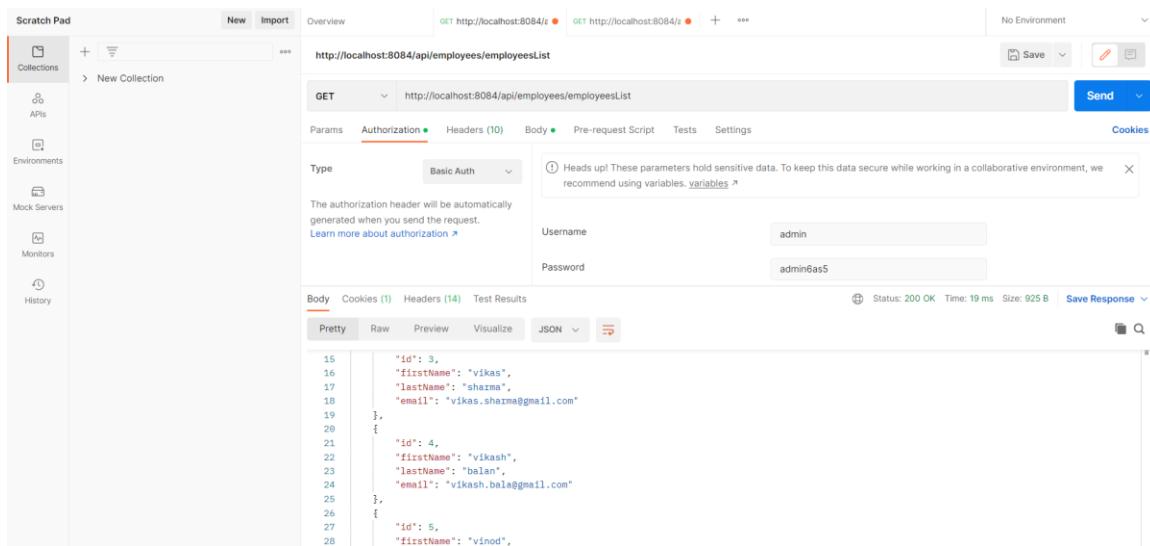 Scratch Pad
New
Import
Overview
GET http://localhost:8084/a
GET http://localhost:8084/a
+
ooo
No Environment
Collections
APIs
Environments
Mock Servers
Monitors
History
+
ooo
> New Collection
http://localhost:8084/api/employees/employeesList
Save
GET
http://localhost:8084/api/employees/employeesList
Send
Params Authorization Headers (10) Body Pre-request Script Tests Settings
Cookies
Type
Basic Auth
The authorization header will be automatically
generated when you send the request.
Learn more about authorization ↗
Heads up! These parameters hold sensitive data. To keep this data secure while working in a collaborative environment, we
recommend using variables. variables ↗
Username
admin
Password
admin6as5
Body Cookies (1) Headers (14) Test Results
Status: 200 OK Time: 19 ms Size: 925 B
Save Response
Pretty Raw Preview Visualize JSON
15 "id": 3,
16 "firstName": "vikas",
17 "lastName": "sharma",
18 "email": "vikas.sharma@gmail.com"
19 },
20 {
21 "id": 4,
22 "firstName": "vikash",
23 "lastName": "balan",
24 "email": "vikash.bala@gmail.com"
25 },
26 {
27 "id": 5,
28 "firstName": "vinod",